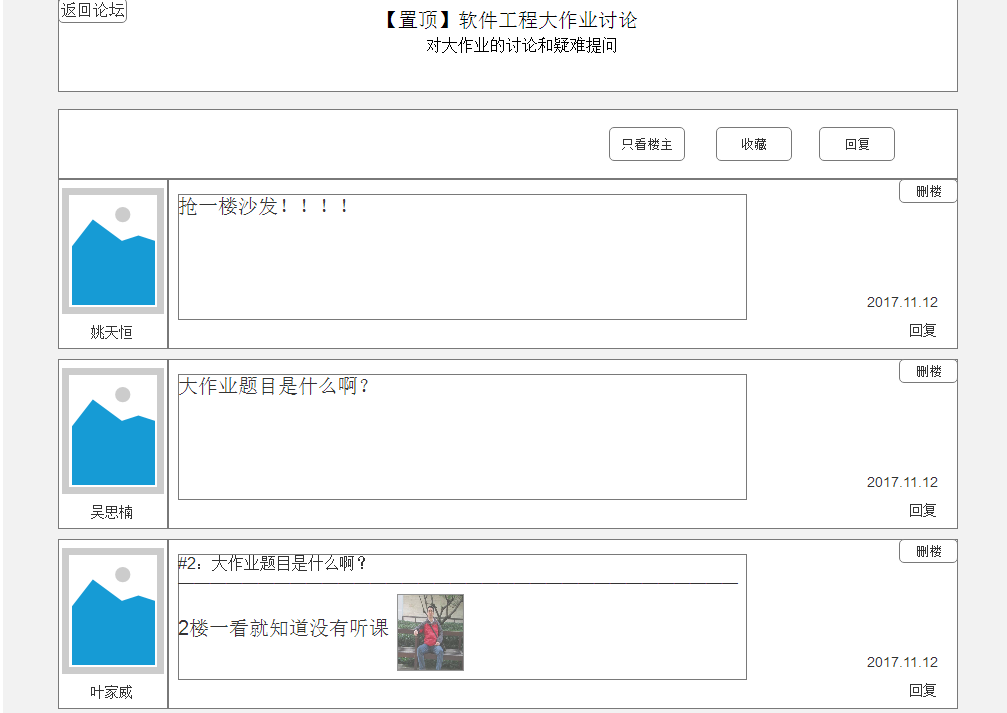 返回论坛
【置顶】软件工程大作业讨论
对大作业的讨论和疑难提问
只看楼主
收藏
回复
删楼
抢一楼沙发！！！！
2017.11.12
回复
姚天恒
删楼
大作业题目是什么啊？
2017.11.12
回复
吴思楠
删楼
#2：大作业题目是什么啊？
2楼一看就知道没有听课
2017.11.12
回复
叶家威